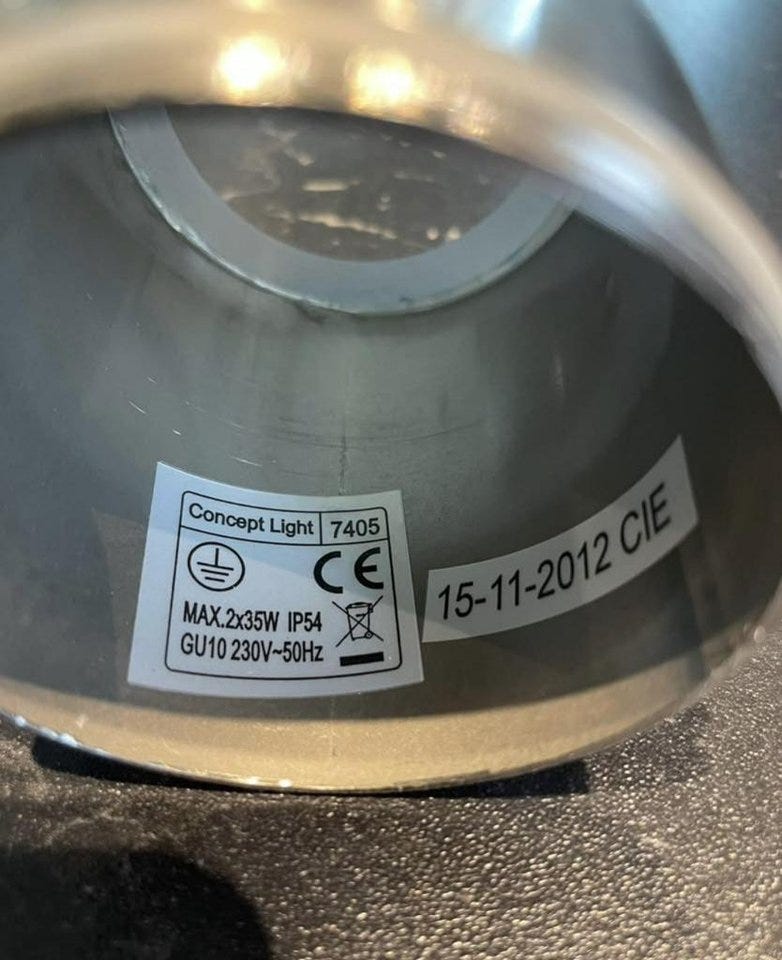 Concept Light 7405
CE
MAX.2x35W IP54
GU10 230V~50Hz
15-11-2012 CIE